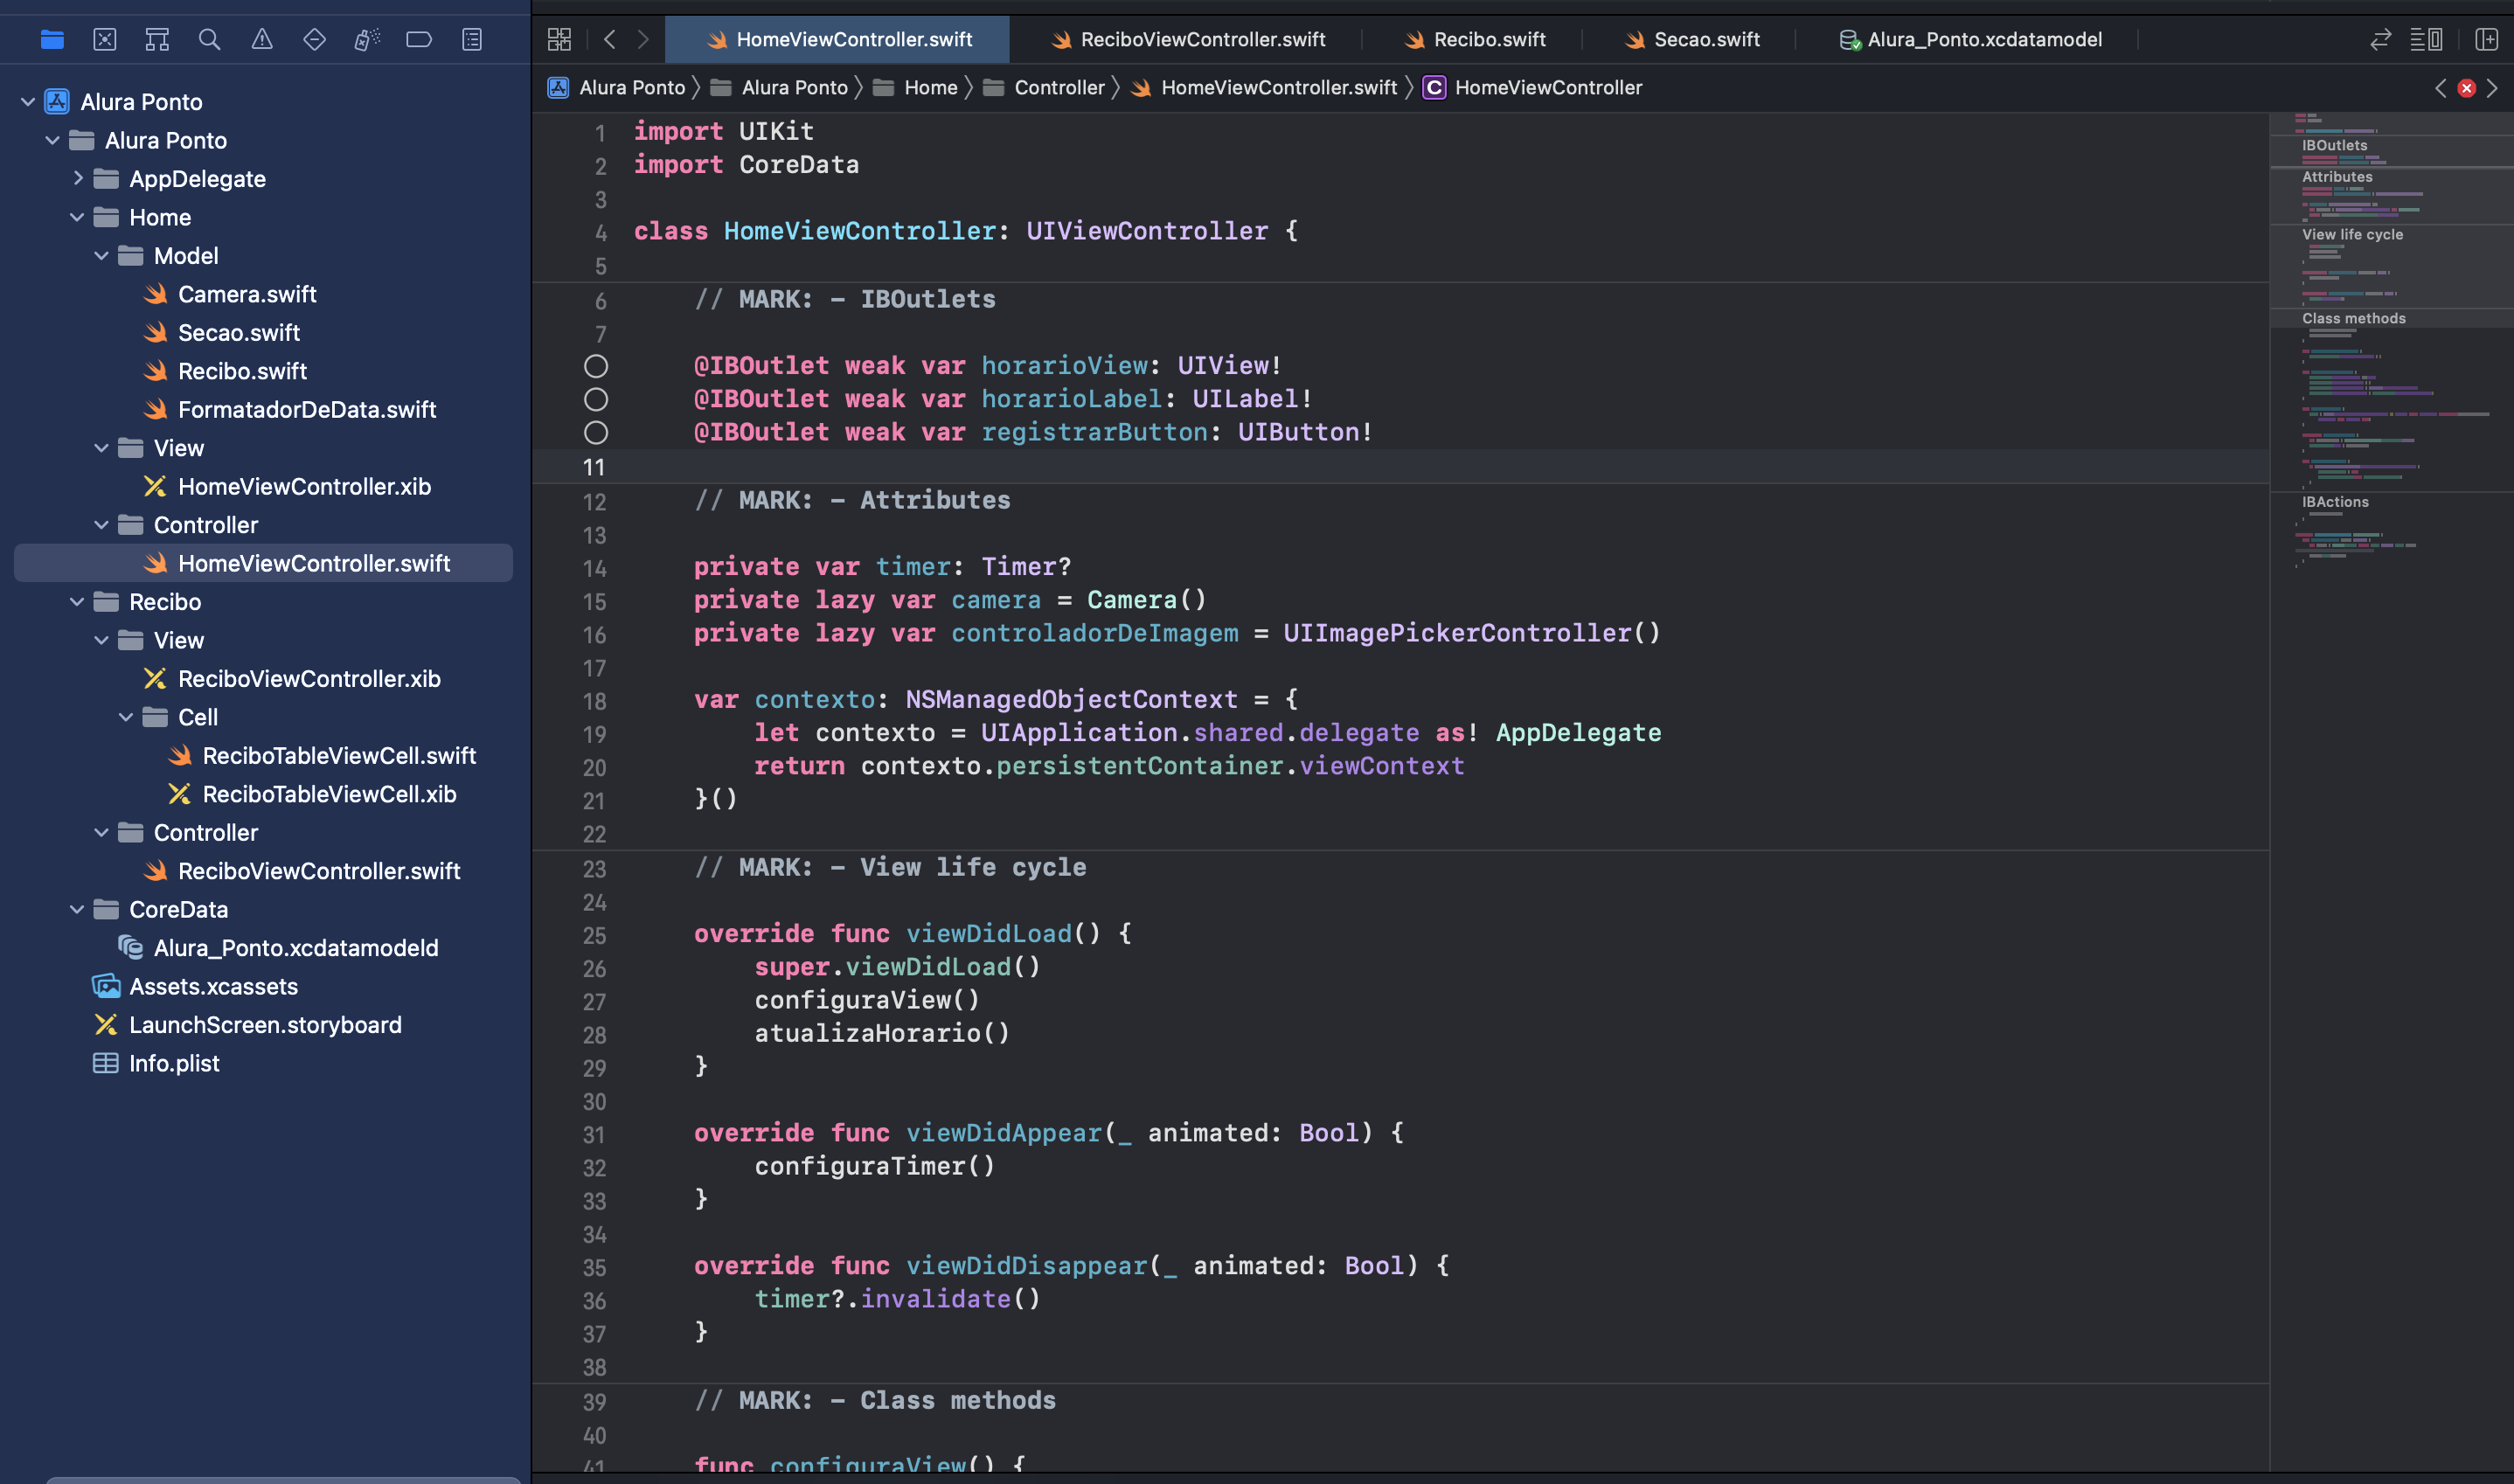 HomeViewController.swift
ReciboViewController.swift
Recibo.swift
Secao.swift
Alura_Ponto.xcdatamodel
Alura Ponto
Alura Ponto
Home
Controller
HomeViewController.swift
C HomeViewController
Alura Ponto
Alura Ponto
AppDelegate
Home
Model
Camera.swift
Secao.swift
Recibo.swift
FormatadorDeData.swift
View
HomeViewController.xib
Controller
HomeViewController.swift
Recibo
View
ReciboViewController.xib
Cell
ReciboTableViewCell.swift
ReciboTableViewCell.xib
Controller
ReciboViewController.swift
CoreData
Alura_Ponto.xcdatamodeld
Assets.xcassets
LaunchScreen.storyboard
Info.plist
1 import UIKit
2 import CoreData
3
4 class HomeViewController: UIViewController {
5
6 // MARK: - IBOutlets
7
@IBOutlet weak var horarioView: UIView!
@IBOutlet weak var horarioLabel: UILabel!
@IBOutlet weak var registrarButton: UIButton!
11
12 // MARK: - Attributes
13
14 private var timer: Timer?
15 private lazy var camera = Camera()
16 private lazy var controladorDeImagem = UIImagePickerController()
17
18 var contexto: NSManagedObjectContext = {
19 let contexto = UIApplication.shared.delegate as! AppDelegate
20 return contexto.persistentContainer.viewContext
21 }()
22
23 // MARK: - View life cycle
24
25 override func viewDidLoad() {
26 super.viewDidLoad()
27 configuraView()
28 atualizaHorario()
29 }
30
31 override func viewDidAppear(_ animated: Bool) {
32 configuraTimer()
33 }
34
35 override func viewDidDisappear(_ animated: Bool) {
36 timer?.invalidate()
37 }
38
39 // MARK: - Class methods
40
41 func configuraView() {
IBOutlets
Attributes
View life cycle
Class methods
IBActions